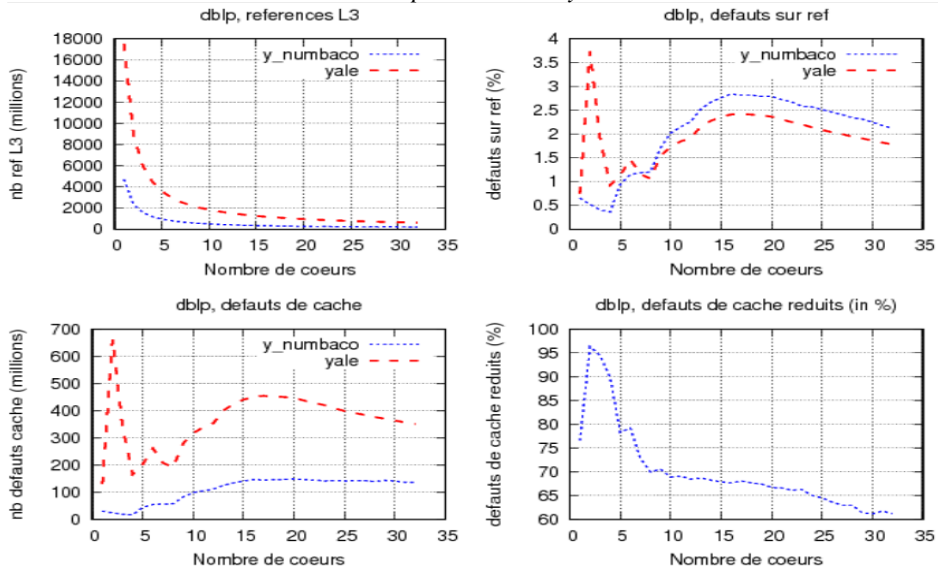 dblp, references L3
nb ref L3 (millions)
18000
16000
14000
12000
10000
8000
6000
4000
2000
0
y_numbaco
yale
0 5 10 15 20 25 30 35
Nombre de coeurs
dblp, defauts sur ref
defauts sur ref (%)
4
3.5
3
2.5
2
1.5
1
0.5
0
y_numbaco
yale
0 5 10 15 20 25 30 35
Nombre de coeurs
dblp, defauts de cache
nb defauts cache (millions)
700
600
500
400
300
200
100
0
y_numbaco
yale
0 5 10 15 20 25 30 35
Nombre de coeurs
dblp, defauts de cache reduits (in %)
defauts de cache reduits (%)
100
95
90
85
80
75
70
65
60
0 5 10 15 20 25 30 35
Nombre de coeurs